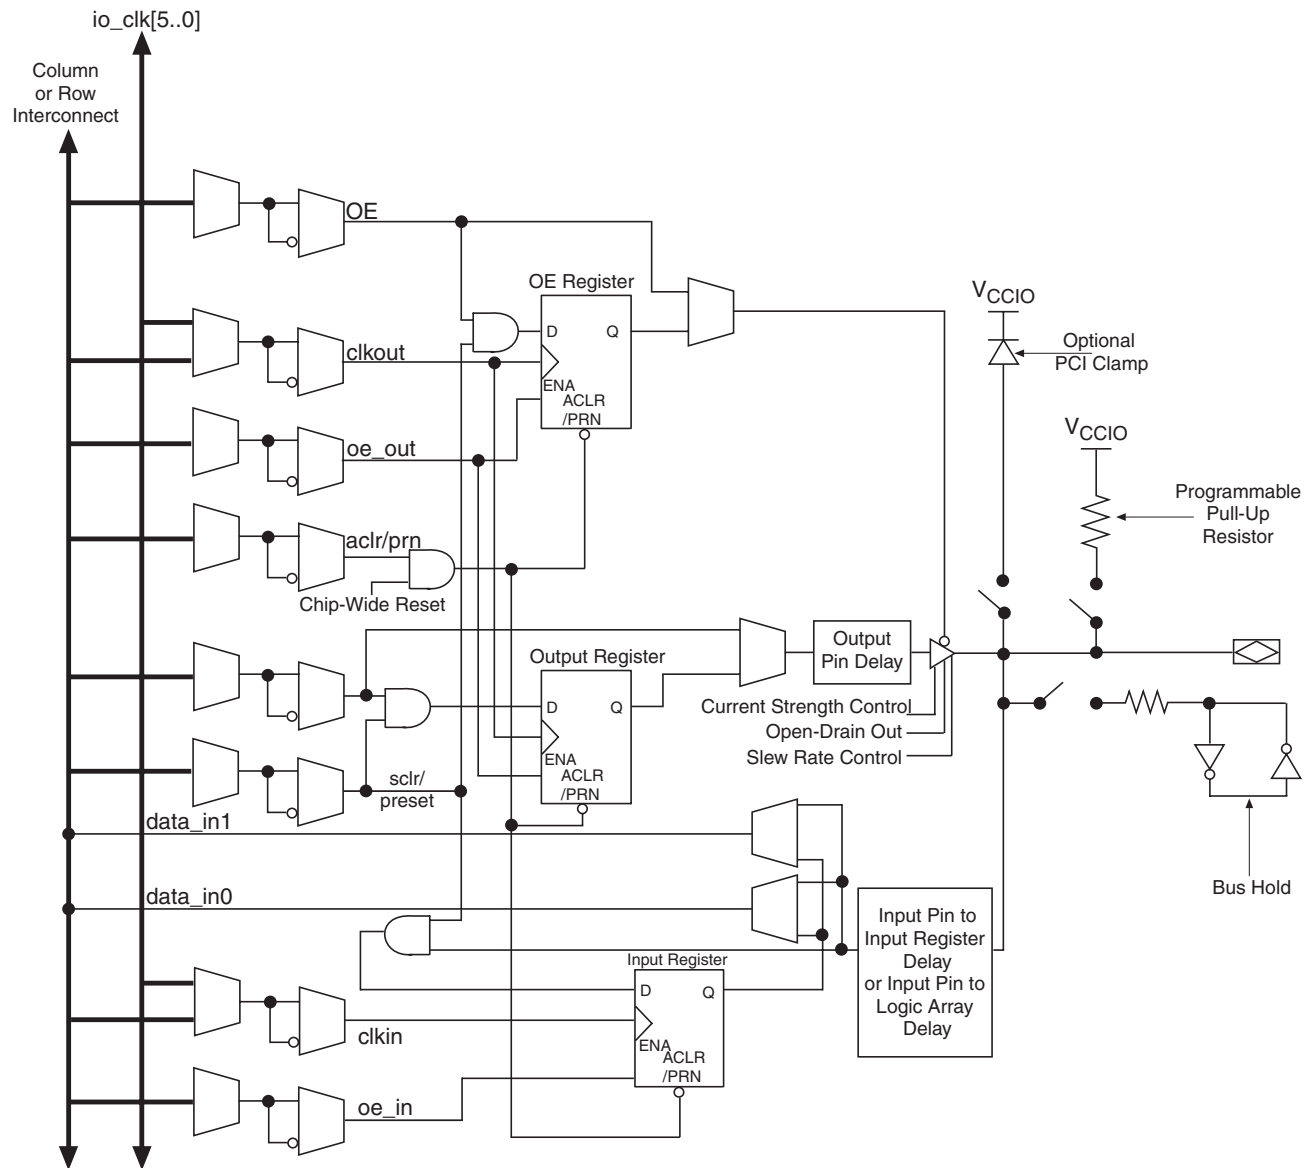 io_clk[5..0]
Column
or Row
Interconnect
OE
OE Register
D
Q
clkout
ENA
ACLR
/PRN
oe_out
aclr/prn
Chip-Wide Reset
VCCIO
Optional
PCI Clamp
VCCIO
Programmable
Pull-Up
Resistor
Output Register
D
Q
ENA
ACLR
/PRN
Output
Pin Delay
Current Strength Control
Open-Drain Out
Slew Rate Control
sclr/
preset
data_in1
data_in0
Bus Hold
Input Pin to
Input Register
Delay
or Input Pin to
Logic Array
Delay
Input Register
D
Q
clkin
ENA
ACLR
/PRN
oe_in